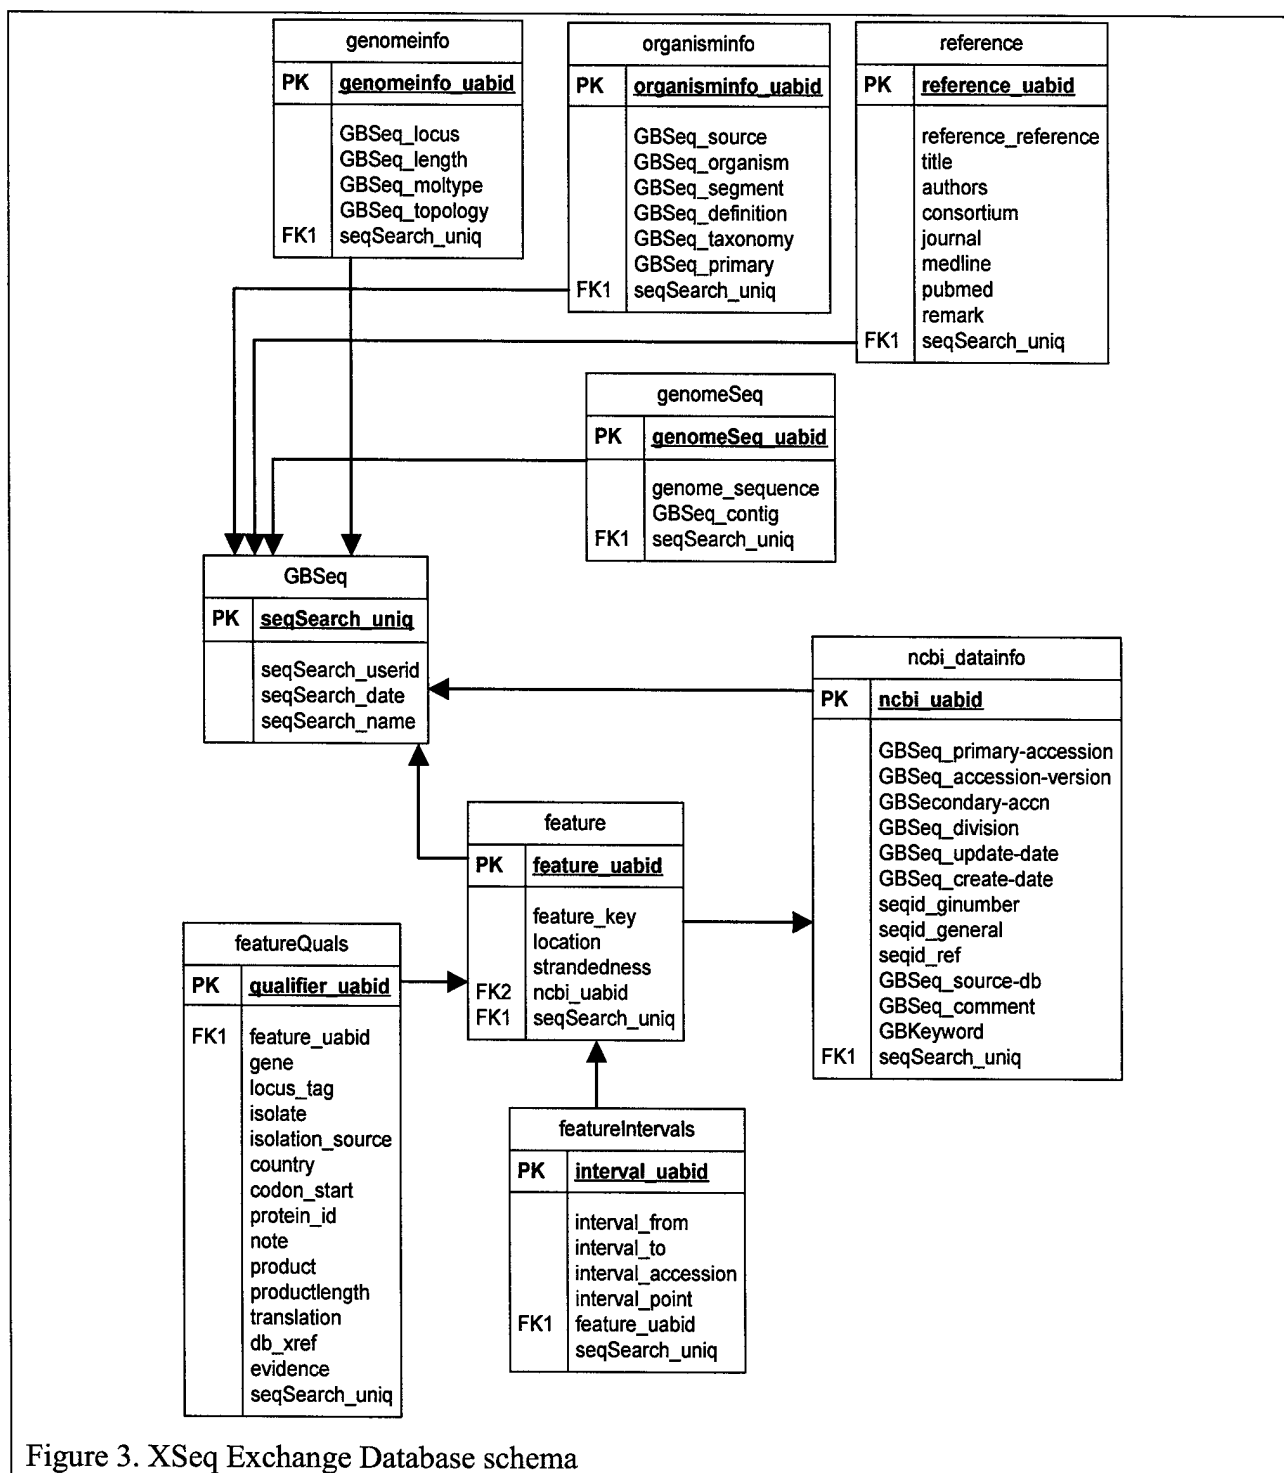 genomeinfo
PK genomeinfo_uabid
GBSeq_locus
GBSeq_length
GBSeq_moltype
GBSeq_topology
FK1 seqSearch_uniq
organisminfo
PK organisminfo_uabid
GBSeq_source
GBSeq_organism
GBSeq_segment
GBSeq_definition
GBSeq_taxonomy
GBSeq_primary
FK1 seqSearch_uniq
reference
PK reference_uabid
reference_reference
title
authors
consortium
journal
medline
pubmed
remark
FK1 seqSearch_uniq
genomeSeq
PK genomeSeq_uabid
genome_sequence
GBSeq_contig
FK1 seqSearch_uniq
GBSeq
PK seqSearch_uniq
seqSearch_userid
seqSearch_date
seqSearch_name
ncbi_datainfo
PK ncbi_uabid
GBSeq_primary-accession
GBSeq_accession-version
GBSecondary-accn
GBSeq_division
GBSeq_update-date
GBSeq_create-date
seqid_ginumber
seqid_general
seqid_ref
GBSeq_source-db
GBSeq_comment
GBKeyword
FK1 seqSearch_uniq
feature
PK feature_uabid
feature_key
location
strandedness
FK2 ncbi_uabid
FK1 seqSearch_uniq
featureQuals
PK qualifier_uabid
FK1 feature_uabid
gene
locus_tag
isolate
isolation_source
country
codon_start
protein_id
note
product
productlength
translation
db_xref
evidence
seqSearch_uniq
featureIntervals
PK interval_uabid
interval_from
interval_to
interval_accession
interval_point
FK1 feature_uabid
seqSearch_uniq
Figure 3. XSeq Exchange Database schema